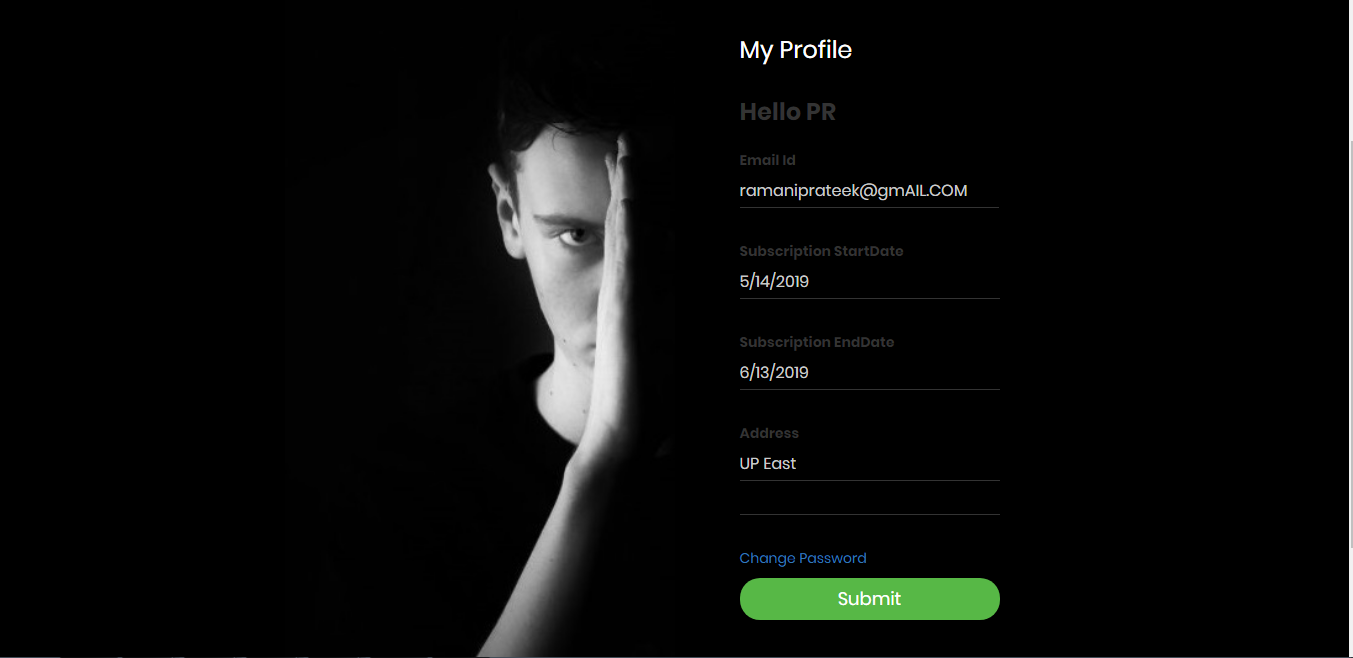 My Profile
Hello PR
Email Id
ramaniprateek@gmAIL.COM
Subscription StartDate
5/14/2019
Subscription EndDate
6/13/2019
Address
UP East
Change Password
Submit